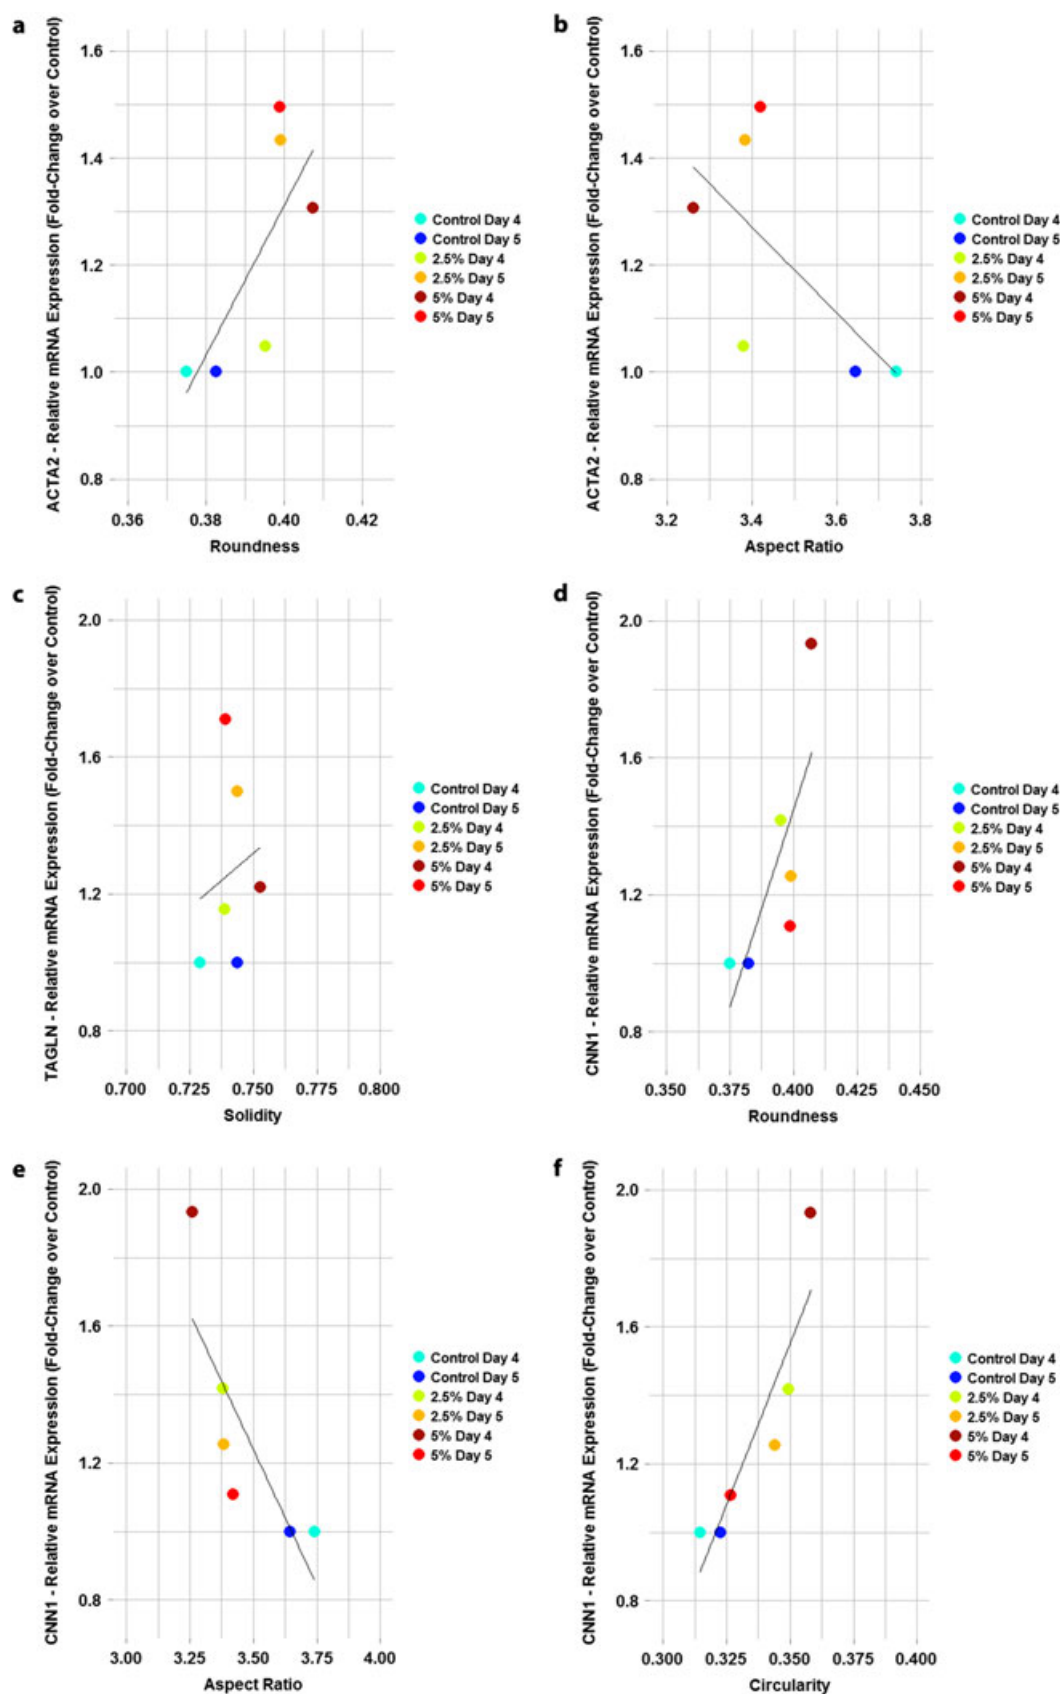 a
ACTA2 - Relative mRNA Expression (Fold-Change over Control)
1.6
1.4
1.2
1.0
0.8
0.36 0.38 0.40 0.42
Roundness
Control Day 4
Control Day 5
2.5% Day 4
2.5% Day 5
5% Day 4
5% Day 5
b
ACTA2 - Relative mRNA Expression (Fold-Change over Control)
1.6
1.4
1.2
1.0
0.8
3.2 3.4 3.6 3.8
Aspect Ratio
Control Day 4
Control Day 5
2.5% Day 4
2.5% Day 5
5% Day 4
5% Day 5
c
TAGLN - Relative mRNA Expression (Fold-Change over Control)
2.0
1.6
1.2
0.8
0.700 0.725 0.750 0.775 0.800
Solidity
Control Day 4
Control Day 5
2.5% Day 4
2.5% Day 5
5% Day 4
5% Day 5
d
CNN1 - Relative mRNA Expression (Fold-Change over Control)
2.0
1.6
1.2
0.8
0.350 0.375 0.400 0.425 0.450
Roundness
Control Day 4
Control Day 5
2.5% Day 4
2.5% Day 5
5% Day 4
5% Day 5
e
CNN1 - Relative mRNA Expression (Fold-Change over Control)
2.0
1.6
1.2
0.8
3.00 3.25 3.50 3.75 4.00
Aspect Ratio
Control Day 4
Control Day 5
2.5% Day 4
2.5% Day 5
5% Day 4
5% Day 5
f
CNN1 - Relative mRNA Expression (Fold-Change over Control)
2.0
1.6
1.2
0.8
0.300 0.325 0.350 0.375 0.400
Circularity
Control Day 4
Control Day 5
2.5% Day 4
2.5% Day 5
5% Day 4
5% Day 5